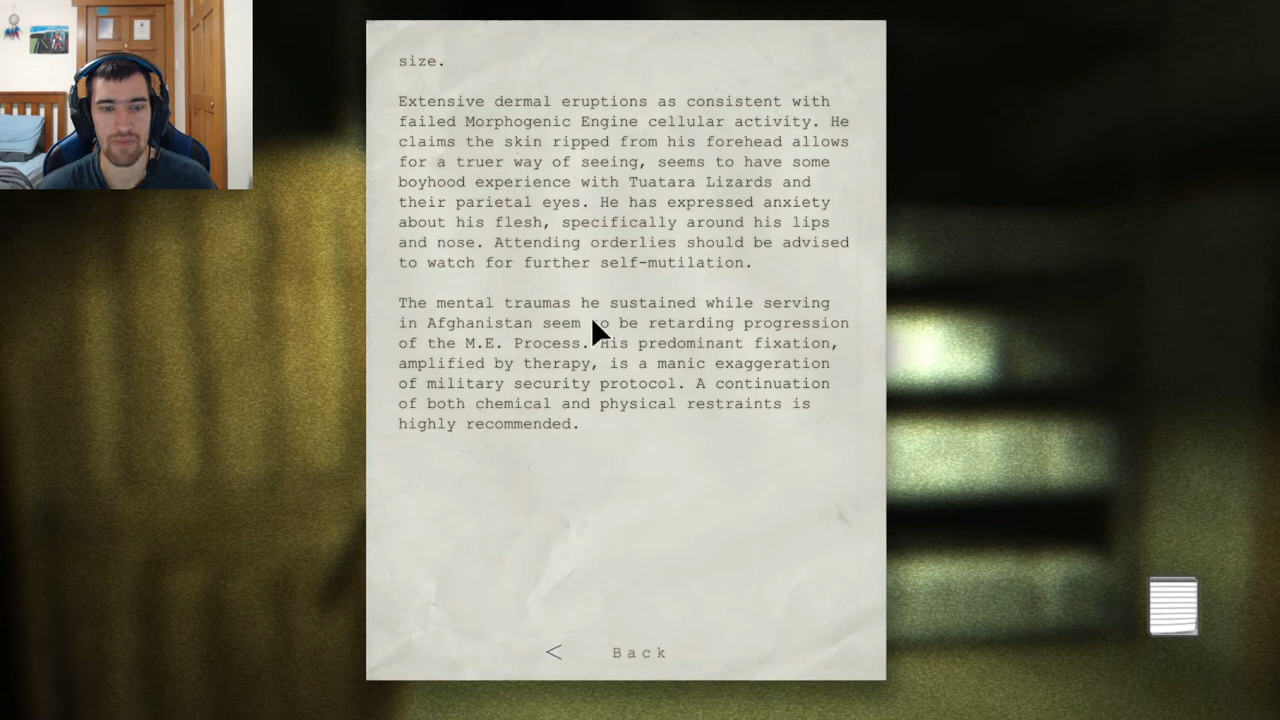 size.
Extensive dermal eruptions as consistent with
failed Morphogenic Engine cellular activity. He
claims the skin ripped from his forehead allows
for a truer way of seeing, seems to have some
boyhood experience with Tuatara Lizards and
their parietal eyes. He has expressed anxiety
about his flesh, specifically around his lips
and nose. Attending orderlies should be advised
to watch for further self-mutilation.
The mental traumas he sustained while serving
in Afghanistan seem to be retarding progression
of the M.E. Process. His predominant fixation,
amplified by therapy, is a manic exaggeration
of military security protocol. A continuation
of both chemical and physical restraints is
highly recommended.
< Back